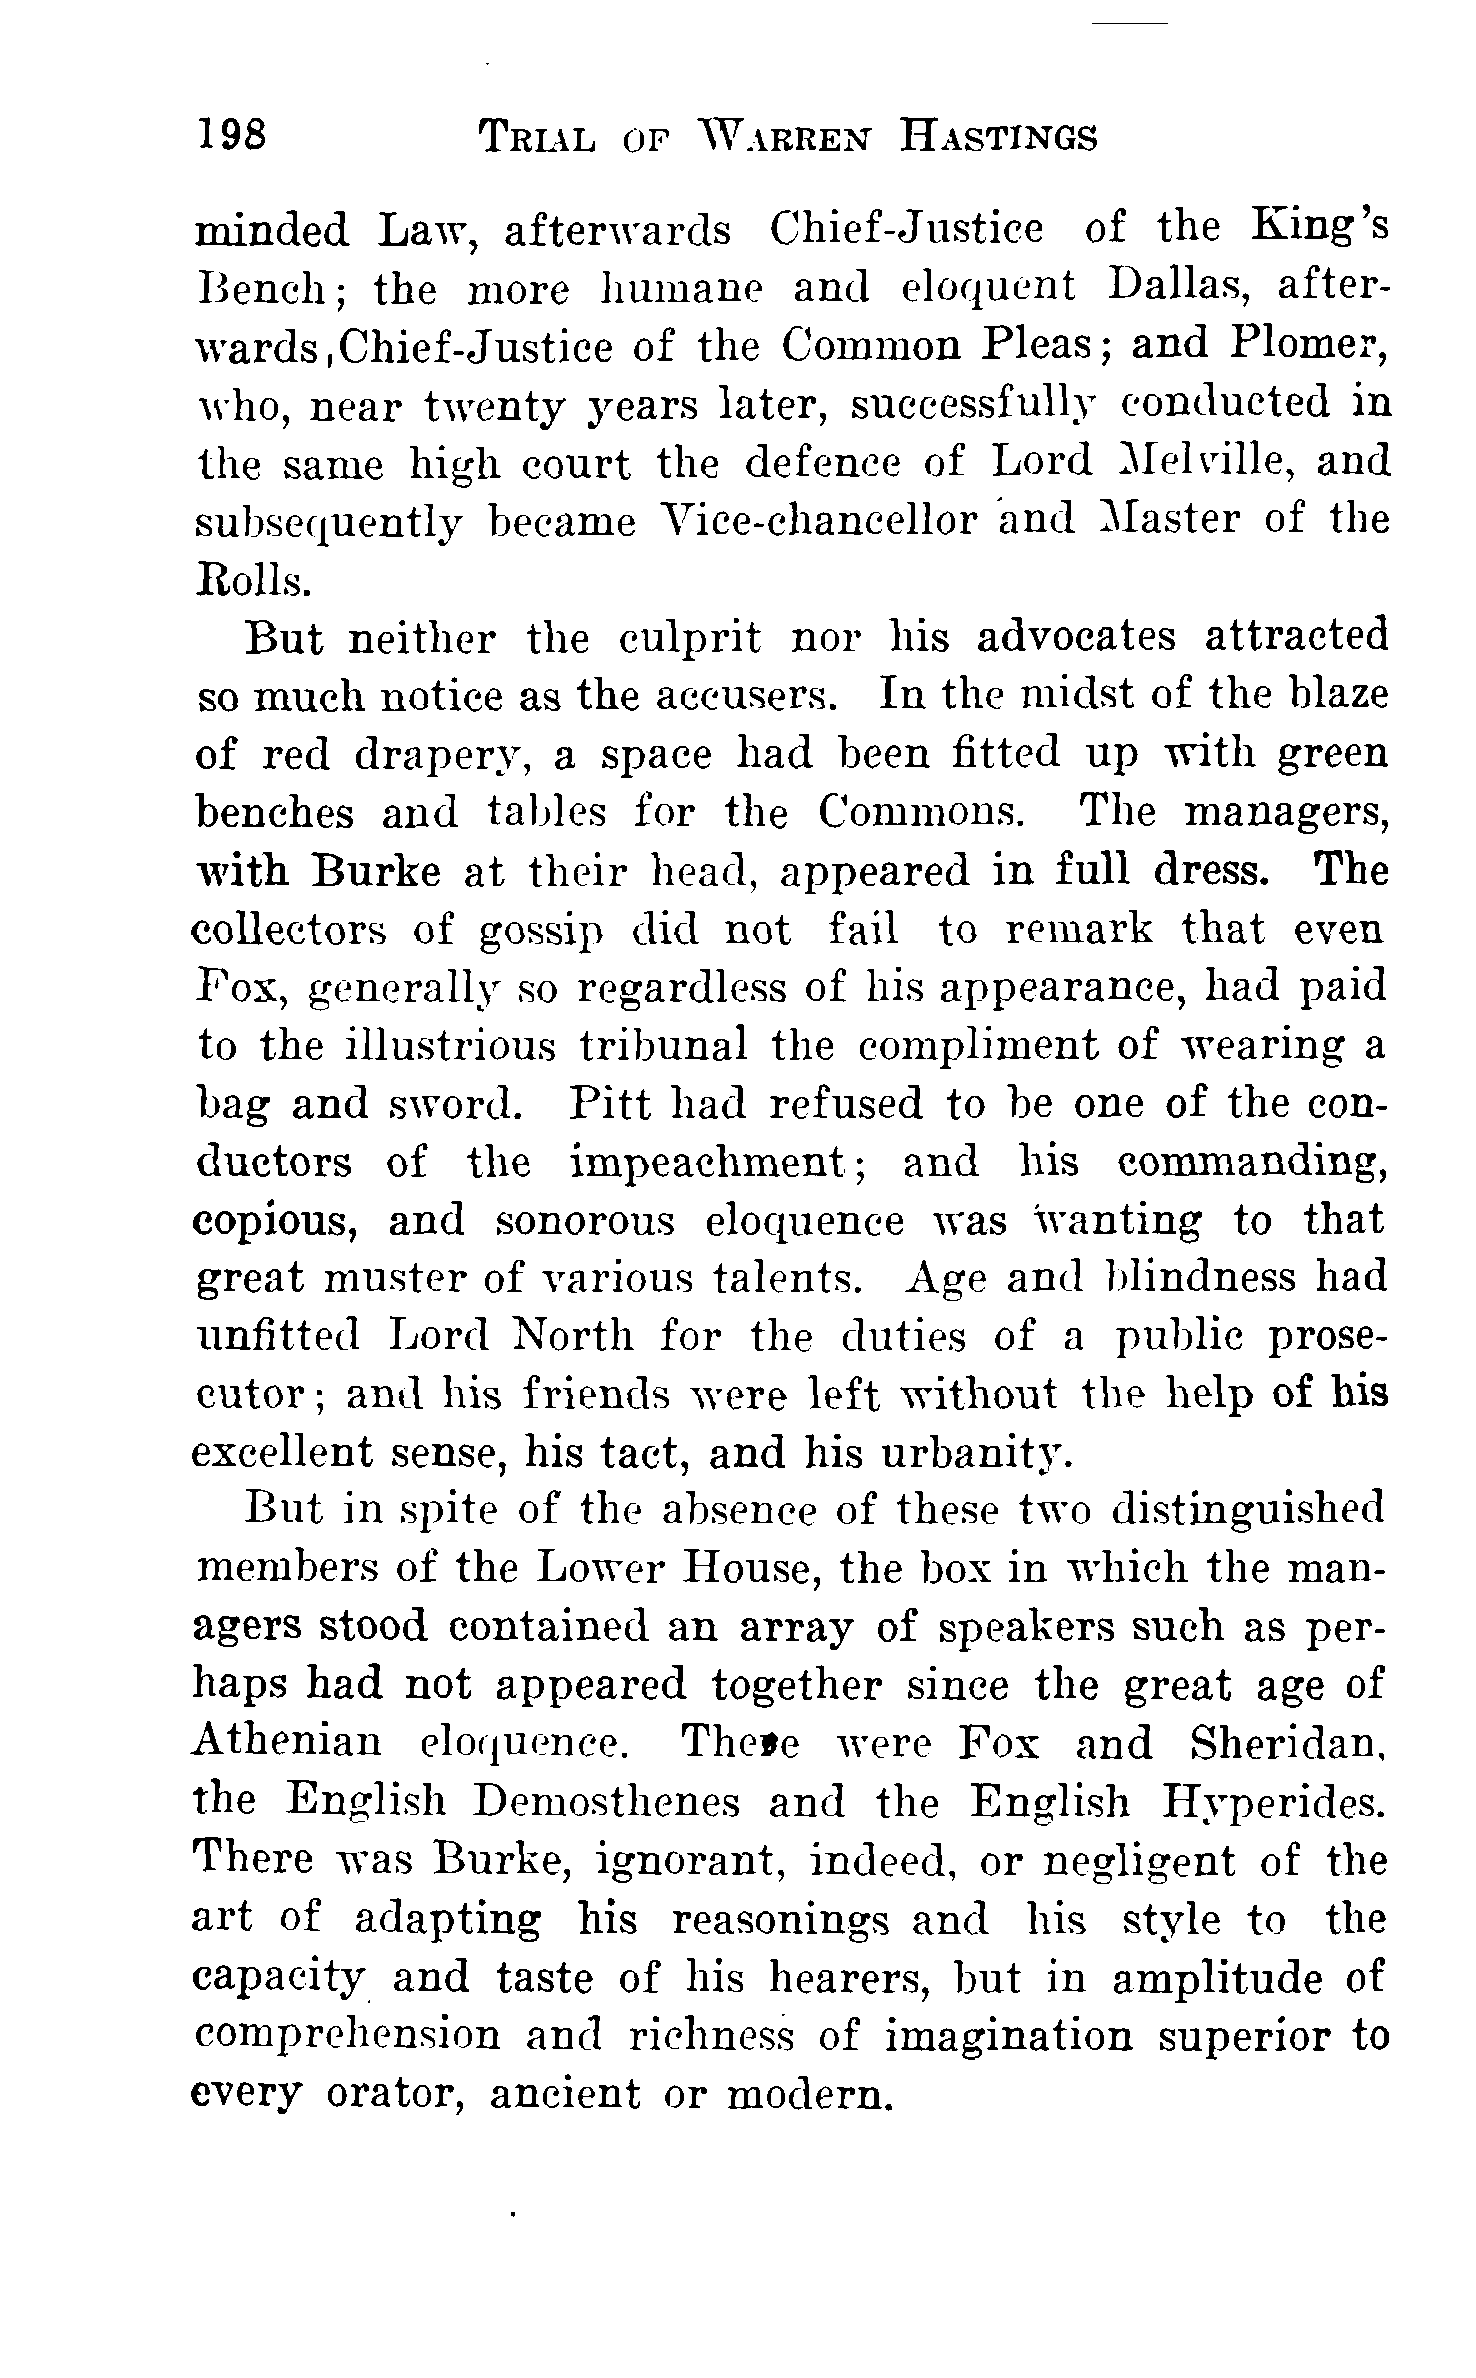 198 Trial of Warren Hastings
minded Law, afterwards Chief-Justice of the King's
Bench; the more humane and eloquent Dallas, after-
wards Chief-Justice of the Common Pleas; and Plomer,
who, near twenty years later, successfully conducted in
the same high court the defence of Lord Melville, and
subsequently became Vice-chancellor and Master of the
Rolls.
But neither the culprit nor his advocates attracted
so much notice as the accusers. In the midst of the blaze
of red drapery, a space had been fitted up with green
benches and tables for the Commons. The managers,
with Burke at their head, appeared in full dress. The
collectors of gossip did not fail to remark that even
Fox, generally so regardless of his appearance, had paid
to the illustrious tribunal the compliment of wearing a
bag and sword. Pitt had refused to be one of the con-
ductors of the impeachment; and his commanding,
copious, and sonorous eloquence was wanting to that
great muster of various talents. Age and blindness had
unfitted Lord North for the duties of a public prose-
cutor; and his friends were left without the help of his
excellent sense, his tact, and his urbanity.
But in spite of the absence of these two distinguished
members of the Lower House, the box in which the man-
agers stood contained an array of speakers such as per-
haps had not appeared together since the great age of
Athenian eloquence. There were Fox and Sheridan,
the English Demosthenes and the English Hyperides.
There was Burke, ignorant, indeed, or negligent of the
art of adapting his reasonings and his style to the
capacity and taste of his hearers, but in amplitude of
comprehension and richness of imagination superior to
every orator, ancient or modern.